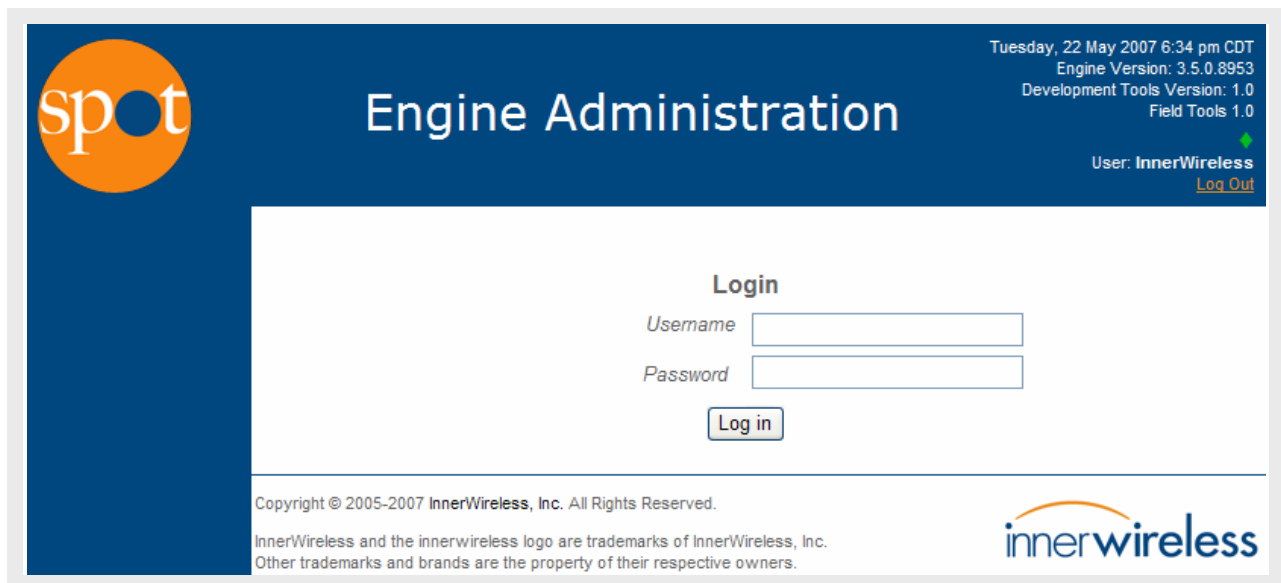 spot
Engine Administration
Tuesday, 22 May 2007 6:34 pm CDT
Engine Version: 3.5.0.8953
Development Tools Version: 1.0
Field Tools 1.0
User: InnerWireless
Log Out
Login
Username
Password
Log in
Copyright © 2005-2007 InnerWireless, Inc. All Rights Reserved.
InnerWireless and the innerwireless logo are trademarks of InnerWireless, Inc.
Other trademarks and brands are the property of their respective owners.
innerwireless